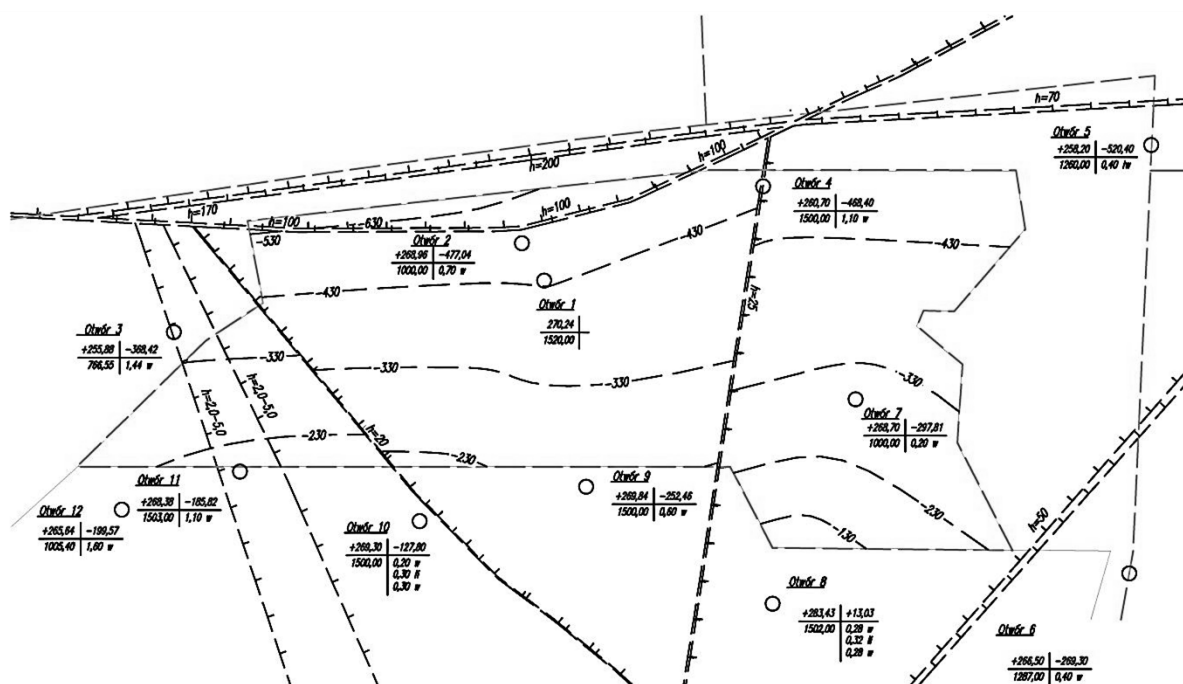 h=70
Otwór 5
+258,20 -520,40
1260,00 0,40 łw
h=200
h=100
h=170
h=100
h=100
-630
-530
Otwór 4
+260,70 -468,40
1500,00 1,10 w
Otwór 2
+268,96 -477,04
1000,00 0,70 w
-430
-430
-430
h=25
Otwór 1
270,24
1520,00
Otwór 3
+255,88 -368,42
766,55 1,44 w
-330
-330
-330
-330
h=2,0-5,0
h=2,0-5,0
Otwór 7
+268,70 -297,81
1000,00 0,20 w
-230
h=20
-230
-230
-130
h=50
Otwór 11
+268,38 -185,82
1503,00 1,10 w
Otwór 9
+269,84 -252,46
1500,00 0,60 w
Otwór 12
+265,64 -199,57
1005,40 1,60 w
Otwór 10
+269,30 -127,80
1500,00 0,20 w
0,30 łi
0,30 w
Otwór 8
+283,43 +13,03
1502,00 0,28 w
0,32 łi
0,28 w
Otwór 6
+266,50 -269,30
1287,00 0,40 w